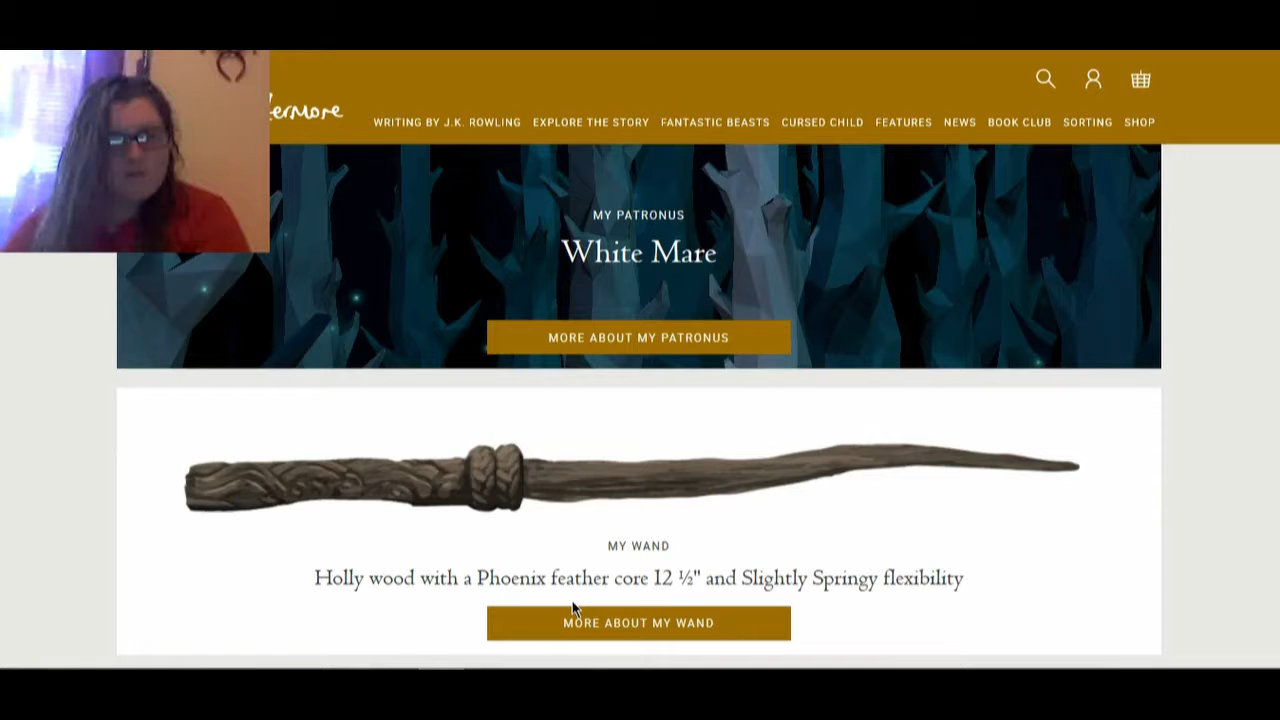 ermore
WRITING BY J.K. ROWLING EXPLORE THE STORY FANTASTIC BEASTS CURSED CHILD FEATURES NEWS BOOK CLUB SORTING SHOP
MY PATRONUS
White Mare
MORE ABOUT MY PATRONUS
MY WAND
Holly wood with a Phoenix feather core 12 ½" and Slightly Springy flexibility
MORE ABOUT MY WAND